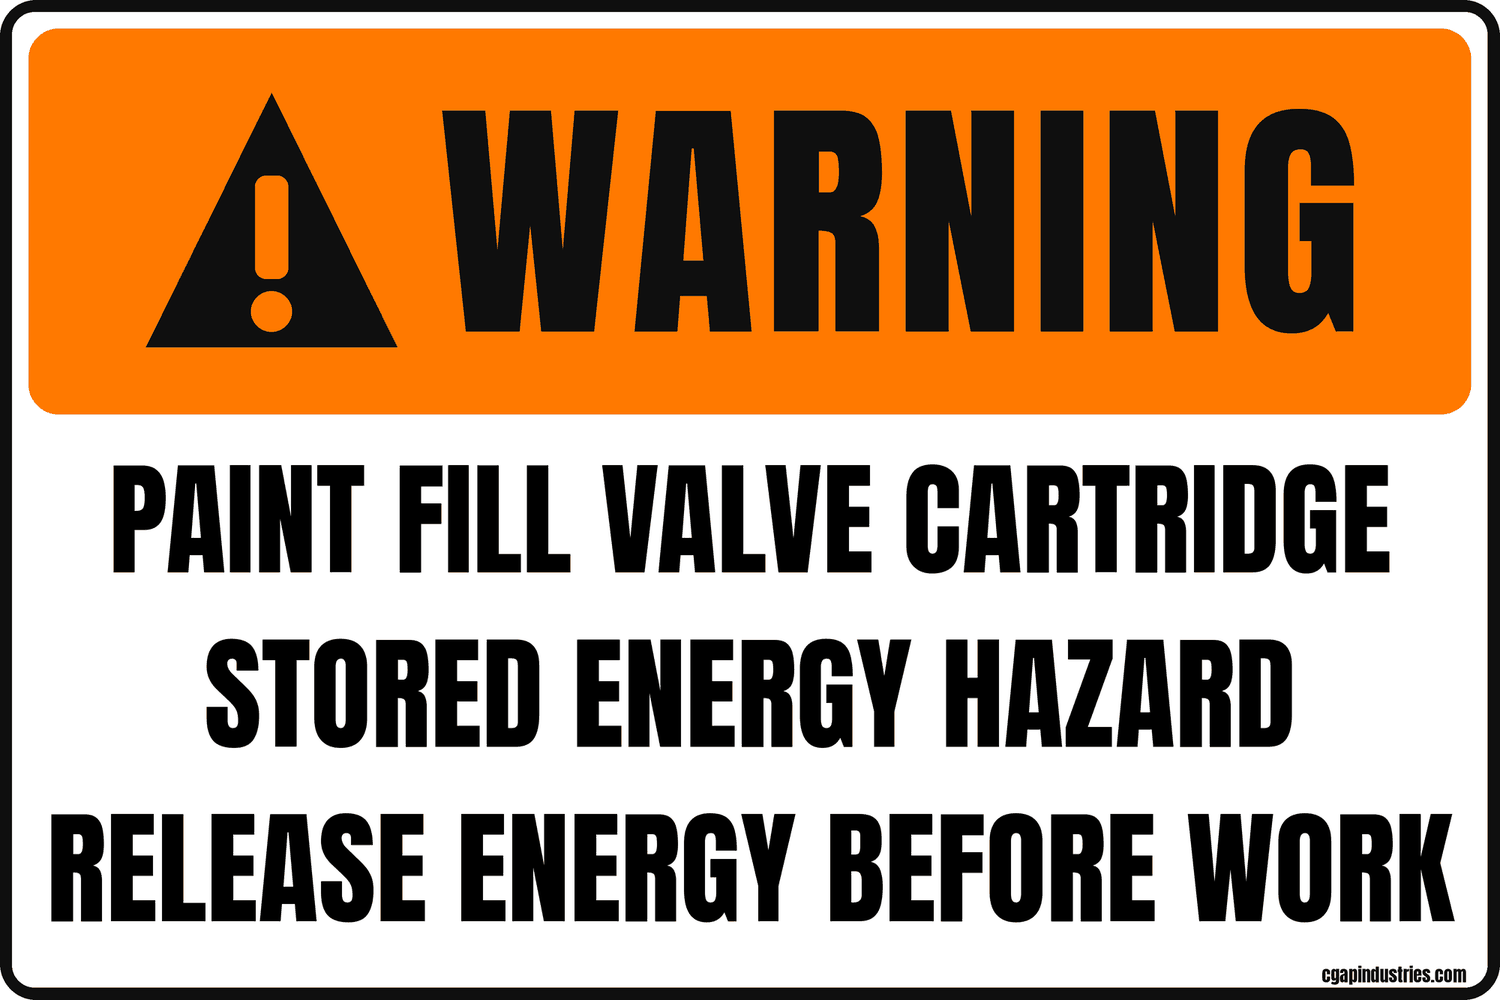 WARNING
PAINT FILL VALVE CARTRIDGE
STORED ENERGY HAZARD
RELEASE ENERGY BEFORE WORK
cgapindustries.com